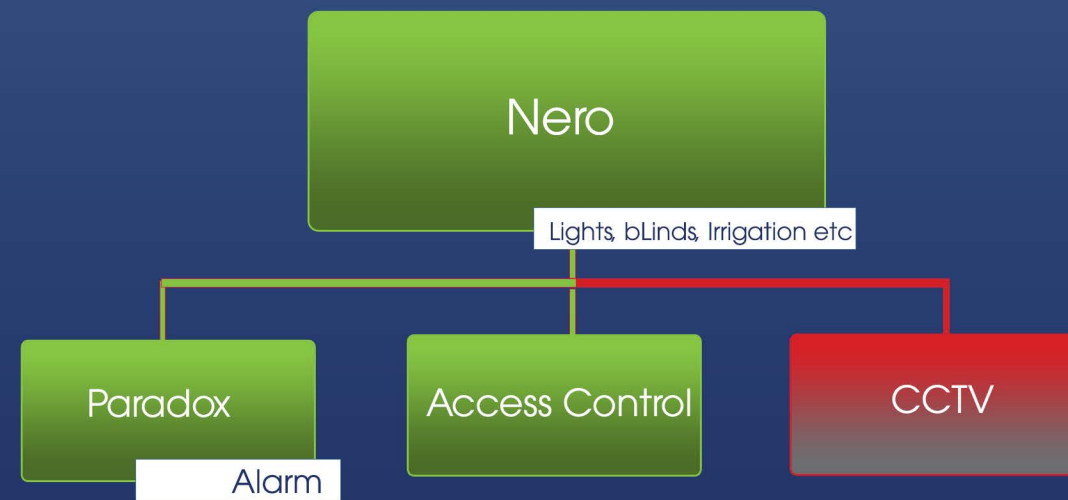 Nero
Lights, bLinds, Irrigation etc
Paradox
Access Control
CCTV
Alarm